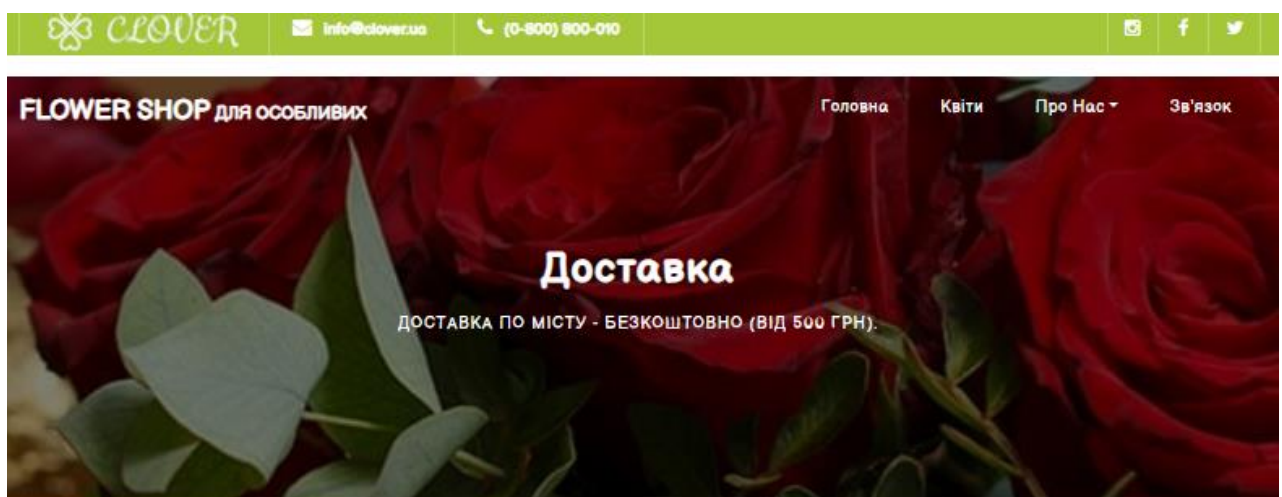 CLOVER info@clover.ua (0-800) 800-010
FLOWER SHOP ДЛЯ ОСОБЛИВИХ Головна Квіти Про Нас Зв'язок
Доставка
ДОСТАВКА ПО МІСТУ - БЕЗКОШТОВНО (ВІД 500 ГРН).